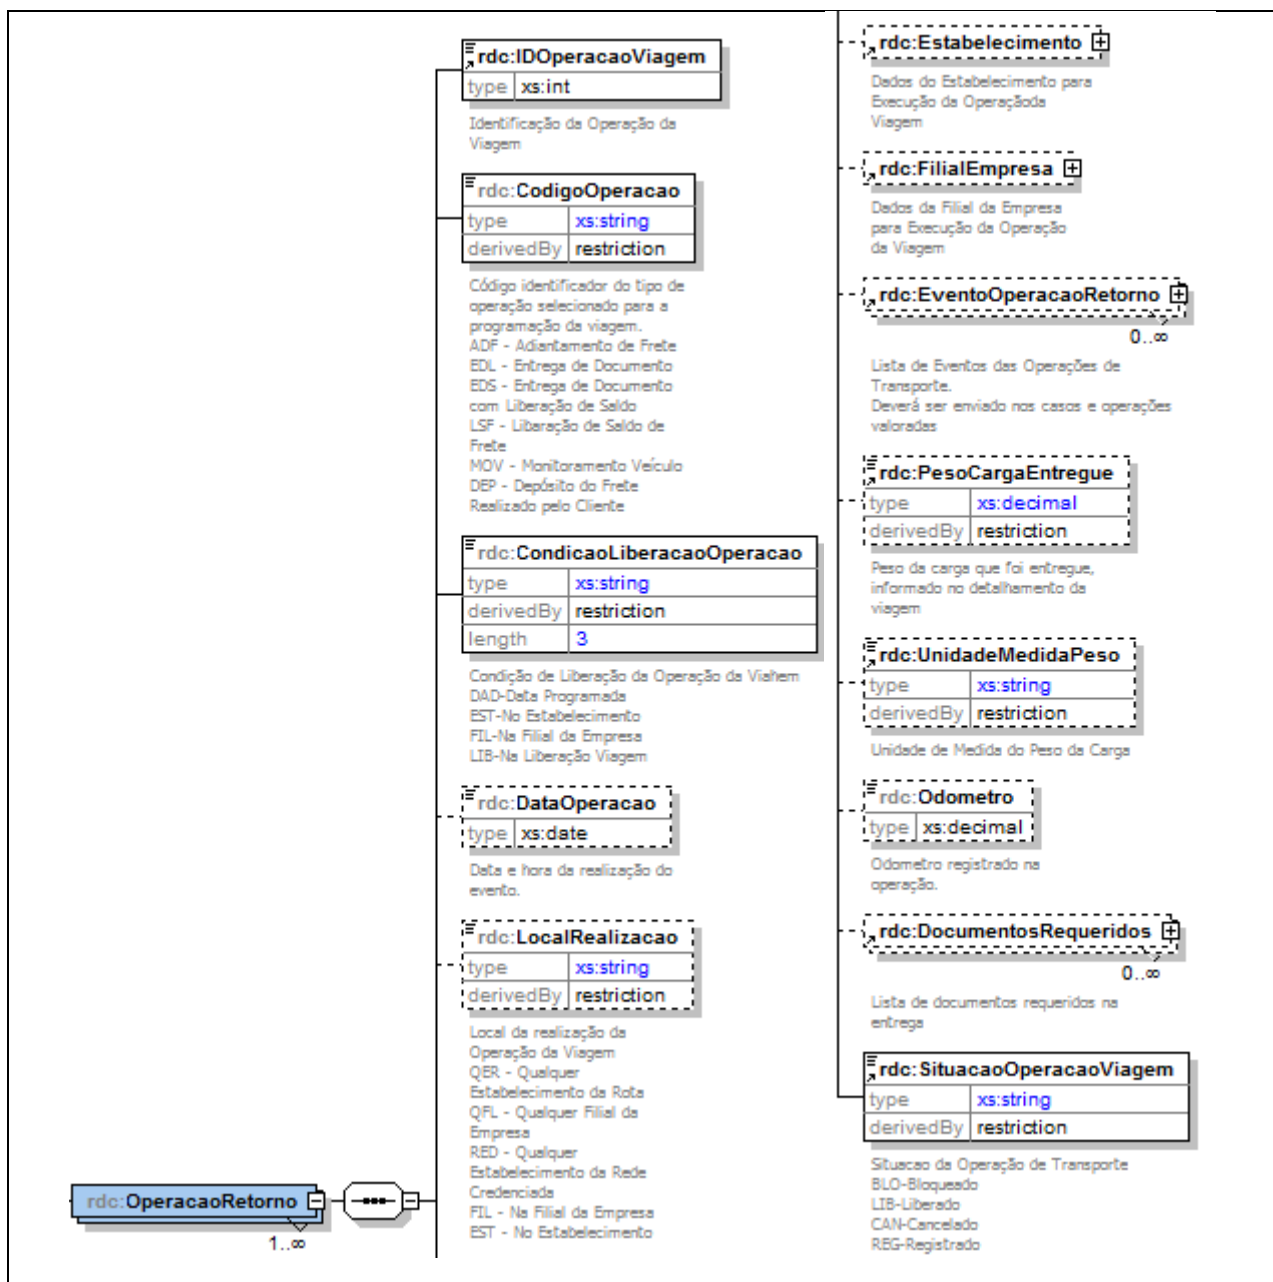 rdc:IDOperacaoViagem
type xs:int
Identificação da Operação da
Viagem
rdc:CodigoOperacao
type xs:string
derivedBy restriction
Código identificador do tipo de
operação selecionado para a
programação da viagem.
ADF - Adiantamento de Frete
EDL - Entrega de Documento
EDS - Entrega de Documento
com Liberação de Saldo
LSF - Libaração de Saldo de
Frete
MOV - Monitoramento Veículo
DEP - Depósito do Frete
Realizado pelo Cliente
rdc:CondicaoLiberacaoOperacao
type xs:string
derivedBy restriction
length 3
Condição de Liberação da Operação da Viahem
DAD-Data Programada
EST-No Estabelecimento
FIL-Na Filial da Empresa
LIB-Na Liberação Viagem
rdc:DataOperacao
type xs:date
Data e hora da realização do
evento.
rdc:LocalRealizacao
type xs:string
derivedBy restriction
Local da realização da
Operação da Viagem
QER - Qualquer
Estabelecimento da Rota
QFL - Qualquer Filial da
Empresa
RED - Qualquer
Estabelecimento da Rede
Credenciada
FIL - Na Filial da Empresa
EST - No Estabelecimento
rdc:OperacaoRetorno
1..∞
rdc:Estabelecimento
Dados do Estabelecimento para
Execução da Operaçãoda
Viagem
rdc:FilialEmpresa
Dados da Filial da Empresa
para Execução da Operação
da Viagem
rdc:EventoOperacaoRetorno
0..∞
Lista de Eventos das Operações de
Transporte.
Deverá ser enviado nos casos e operações
valoradas
rdc:PesoCargaEntregue
type xs:decimal
derivedBy restriction
Peso da carga que foi entregue,
informado no detalhamento da
viagem
rdc:UnidadeMedidaPeso
type xs:string
derivedBy restriction
Unidade de Medida do Peso da Carga
rdc:Odometro
type xs:decimal
Odometro registrado na
operação.
rdc:DocumentosRequeridos
0..∞
Lista de documentos requeridos na
entrega
rdc:SituacaoOperacaoViagem
type xs:string
derivedBy restriction
Situacao da Operação de Transporte
BLO-Bloqueado
LIB-Liberado
CAN-Cancelado
REG-Registrado